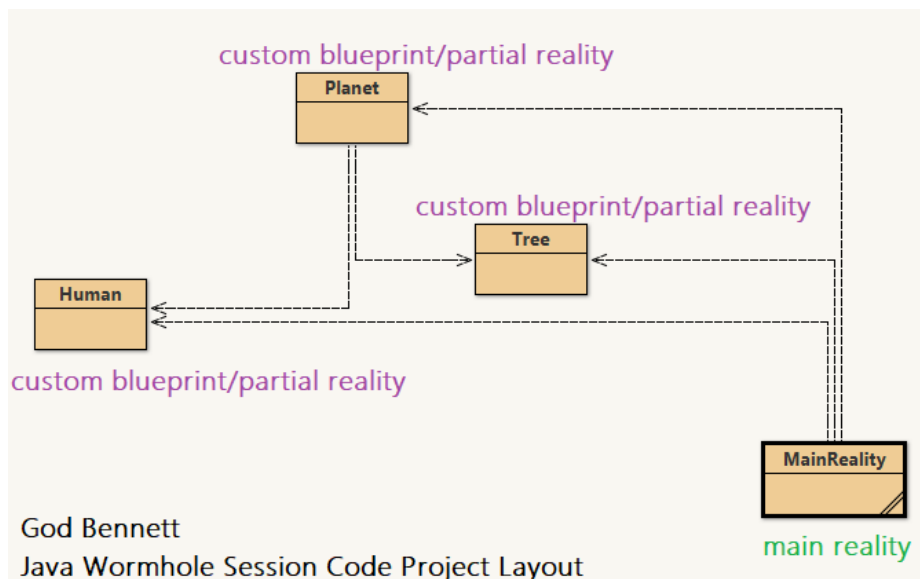 custom blueprint/partial reality
Planet
custom blueprint/partial reality
Tree
Human
custom blueprint/partial reality
MainReality
main reality
God Bennett
Java Wormhole Session Code Project Layout